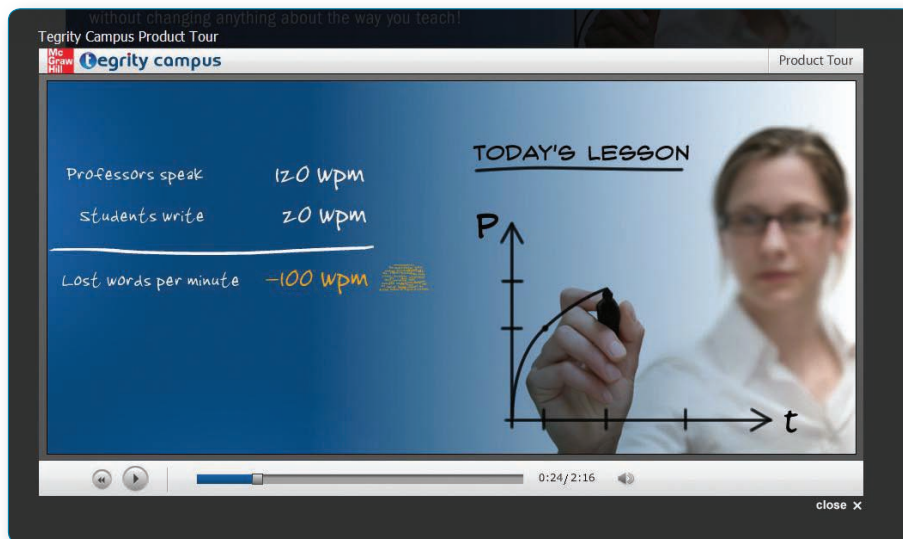 without changing anything about the way you teach!
Tegrity Campus Product Tour
Mc
Graw
Hill
tegrity campus
Product Tour
TODAY'S LESSON
Professors speak 120 wpm
Students write 20 wpm
Lost words per minute -100 wpm
P
t
0:24/2:16
close X